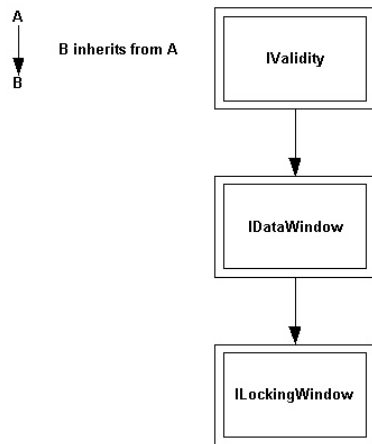 A
B inherits from A
B
IValidity
IDataWindow
ILockingWindow